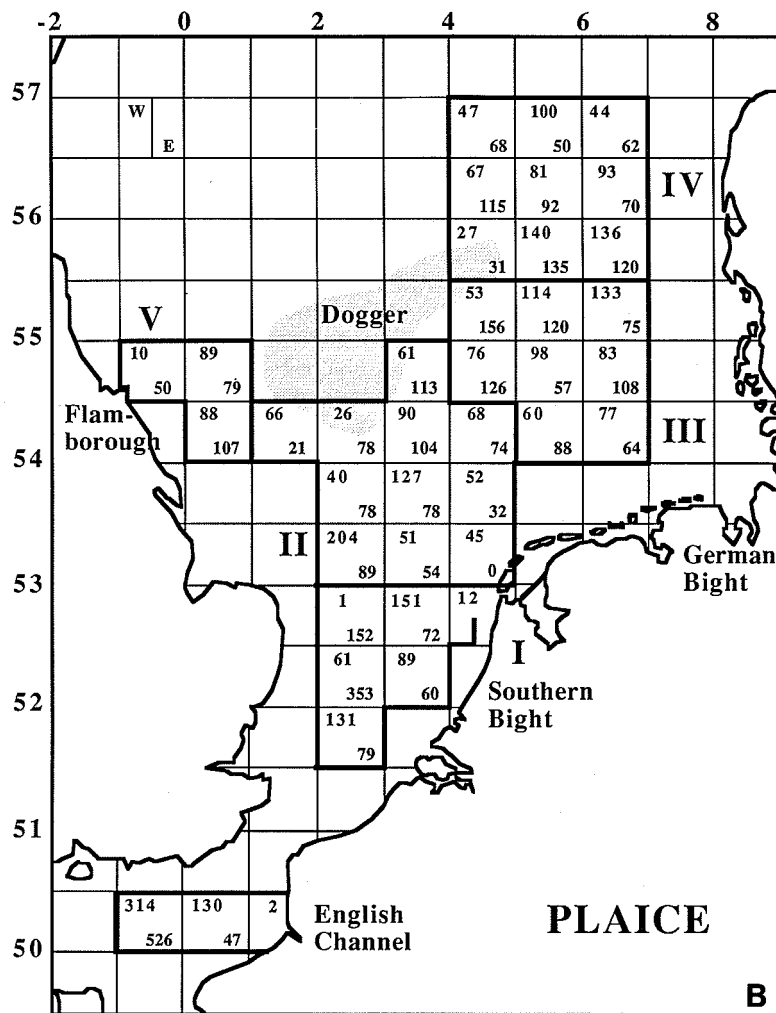 -2 0 2 4 6 8
57
W 47 100 44
E 68 50 62
67 81 93 IV
56 115 92 70
27 140 136
31 135 120
53 114 133
V Dogger
55 156 120 75
10 89 61 76 98 83
50 79 113 126 57 108
Flam- 88 66 26 90 68 60 77
borough 107 21 78 104 74 88 64 III
54
40 127 52
78 78 32
II 204 51 45
89 54 0 German
53 Bight
1 151 12
152 72
61 89 I
353 60 Southern
52 Bight
131
79
51
314 130 2 English
526 47 Channel PLAICE
50
B